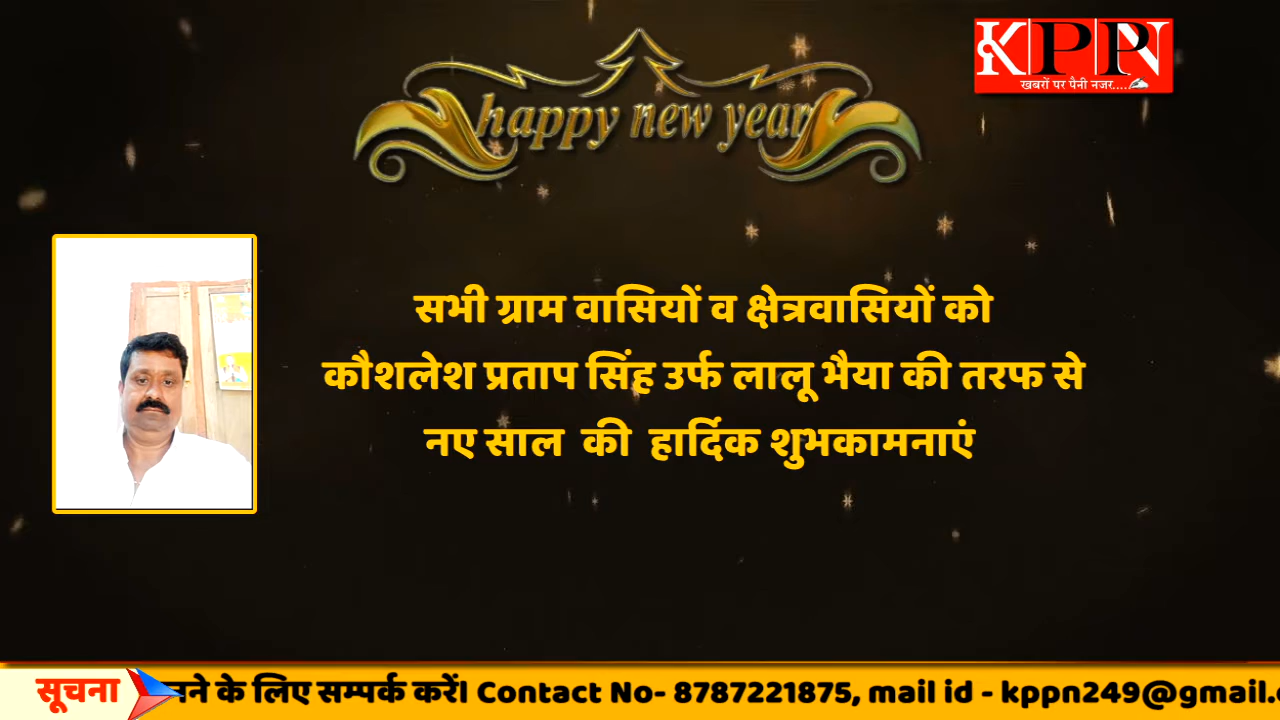 happy new year
KPPN
खबरों पर पैनी नजर....
सभी ग्राम वासियों व क्षेत्रवासियों को
कौशलेश प्रताप सिंह उर्फ लालू भैया की तरफ से
नए साल की हार्दिक शुभकामनाएं
सूचना
के लिए सम्पर्क करें। Contact No- 8787221875, mail id - kppn249@gmail.